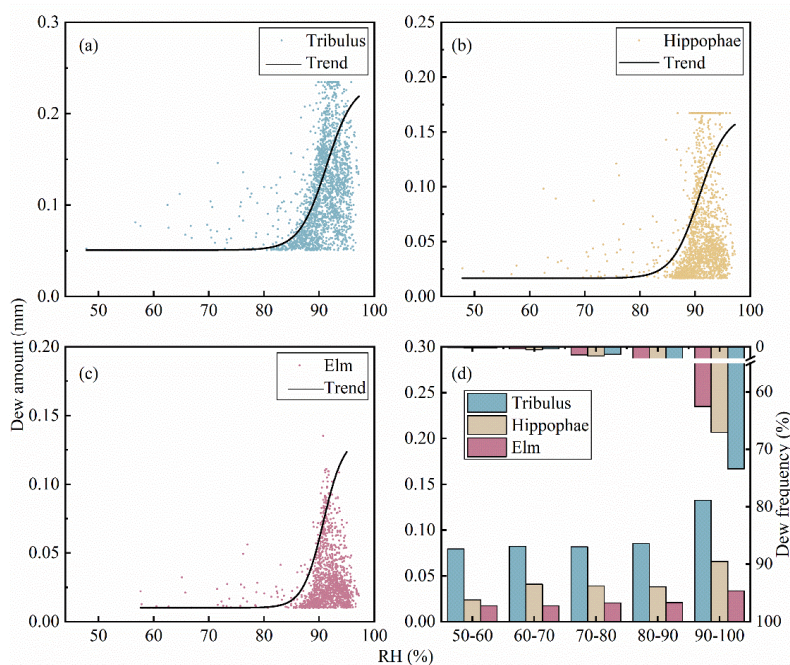 (a)
Tribulus
Trend
0.3
0.2
0.1
0.0
50 60 70 80 90 100
(b)
Hippophae
Trend
0.25
0.20
0.15
0.10
0.05
0.00
50 60 70 80 90 100
Dew amount (mm)
(c)
Elm
Trend
0.20
0.15
0.10
0.05
0.00
50 60 70 80 90 100
(d)
Tribulus
Hippophae
Elm
0.30
0.25
0.20
0.15
0.10
0.05
0.00
50-60 60-70 70-80 80-90 90-100
0
60
70
80
90
100
Dew frequency (%)
RH (%)